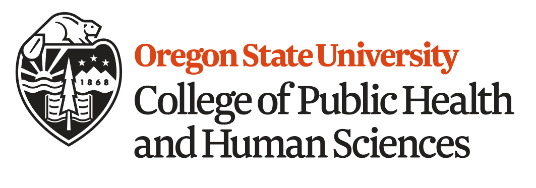 1868
Oregon State University
College of Public Health
and Human Sciences